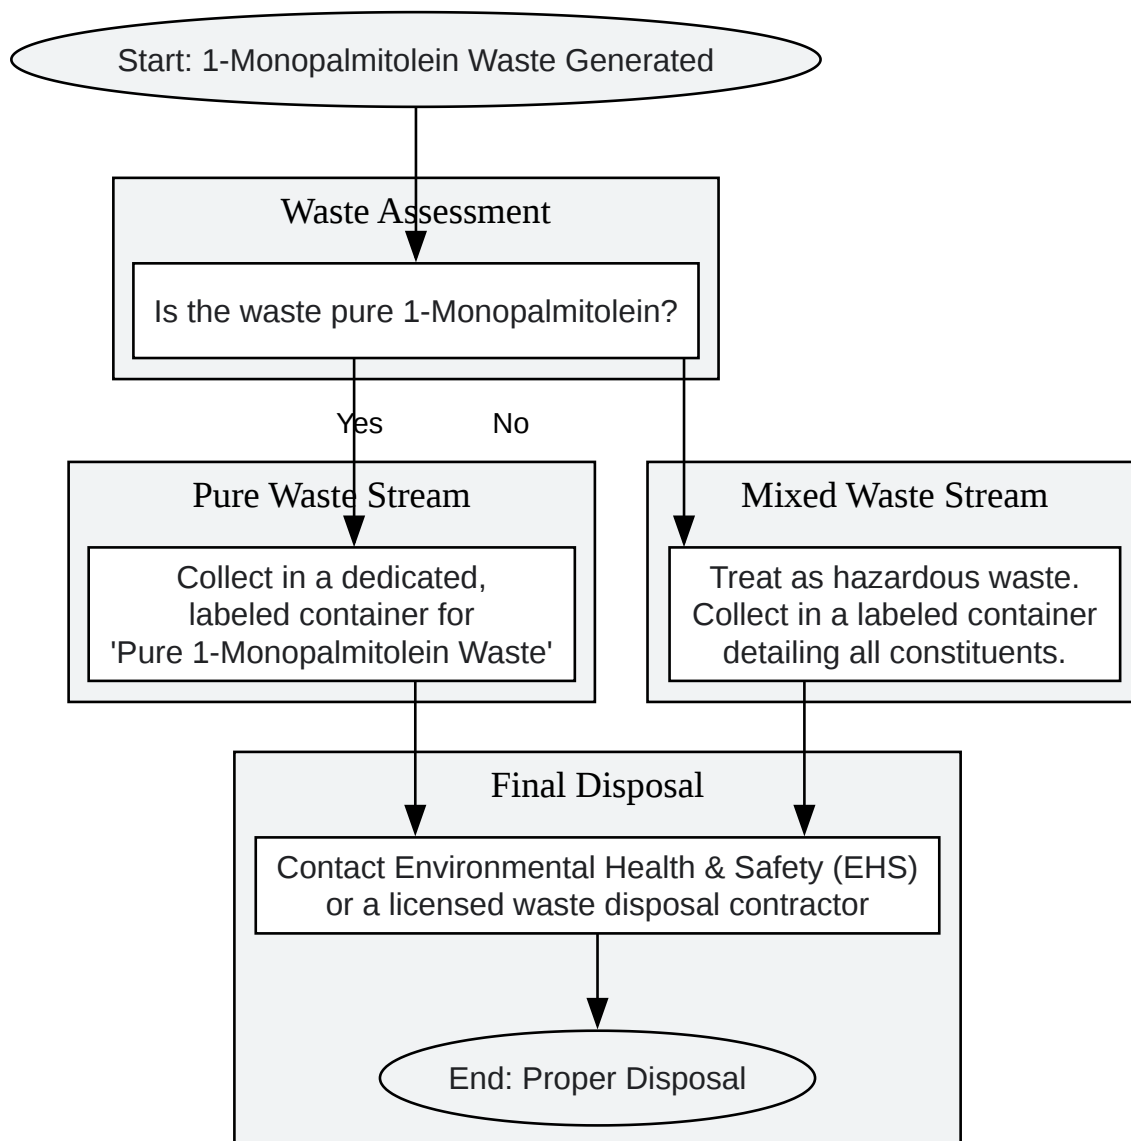 Start: 1-Monopalmitolein Waste Generated
Waste Assessment
Is the waste pure 1-Monopalmitolein?
Yes
No
Pure Waste Stream
Collect in a dedicated,
labeled container for
'Pure 1-Monopalmitolein Waste'
Mixed Waste Stream
Treat as hazardous waste.
Collect in a labeled container
detailing all constituents.
Final Disposal
Contact Environmental Health & Safety (EHS)
or a licensed waste disposal contractor
End: Proper Disposal